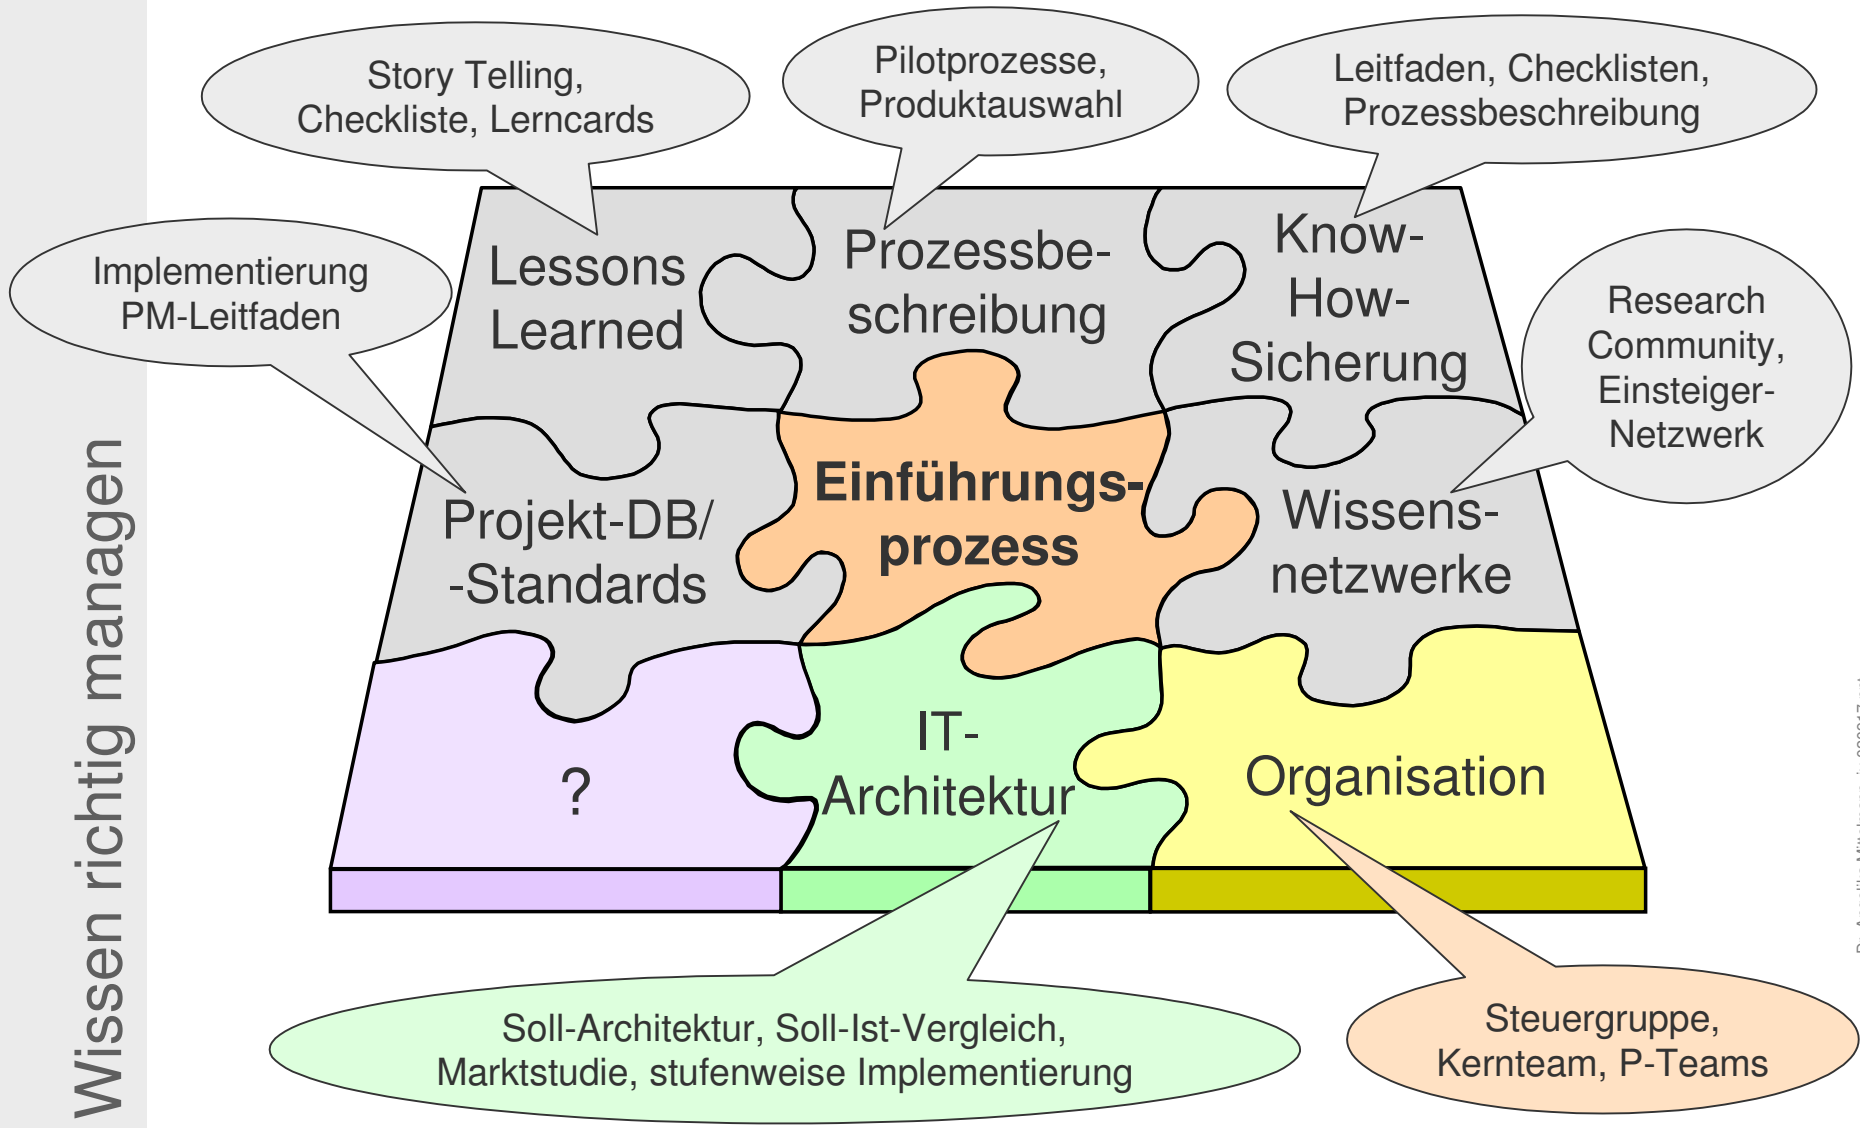 Wissen richtig managen
Story Telling,
Checkliste, Lerncards
Pilotprozesse,
Produktauswahl
Leitfaden, Checklisten,
Prozessbeschreibung
Implementierung
PM-Leitfaden
Research
Community,
Einsteiger-
Netzwerk
Lessons
Learned
Prozessbe-
schreibung
Know-
How-
Sicherung
Projekt-DB/
-Standards
Einführungs-
prozess
Wissens-
netzwerke
?
IT-
Architektur
Organisation
Soll-Architektur, Soll-Ist-Vergleich,
Marktstudie, stufenweise Implementierung
Steuergruppe,
Kernteam, P-Teams